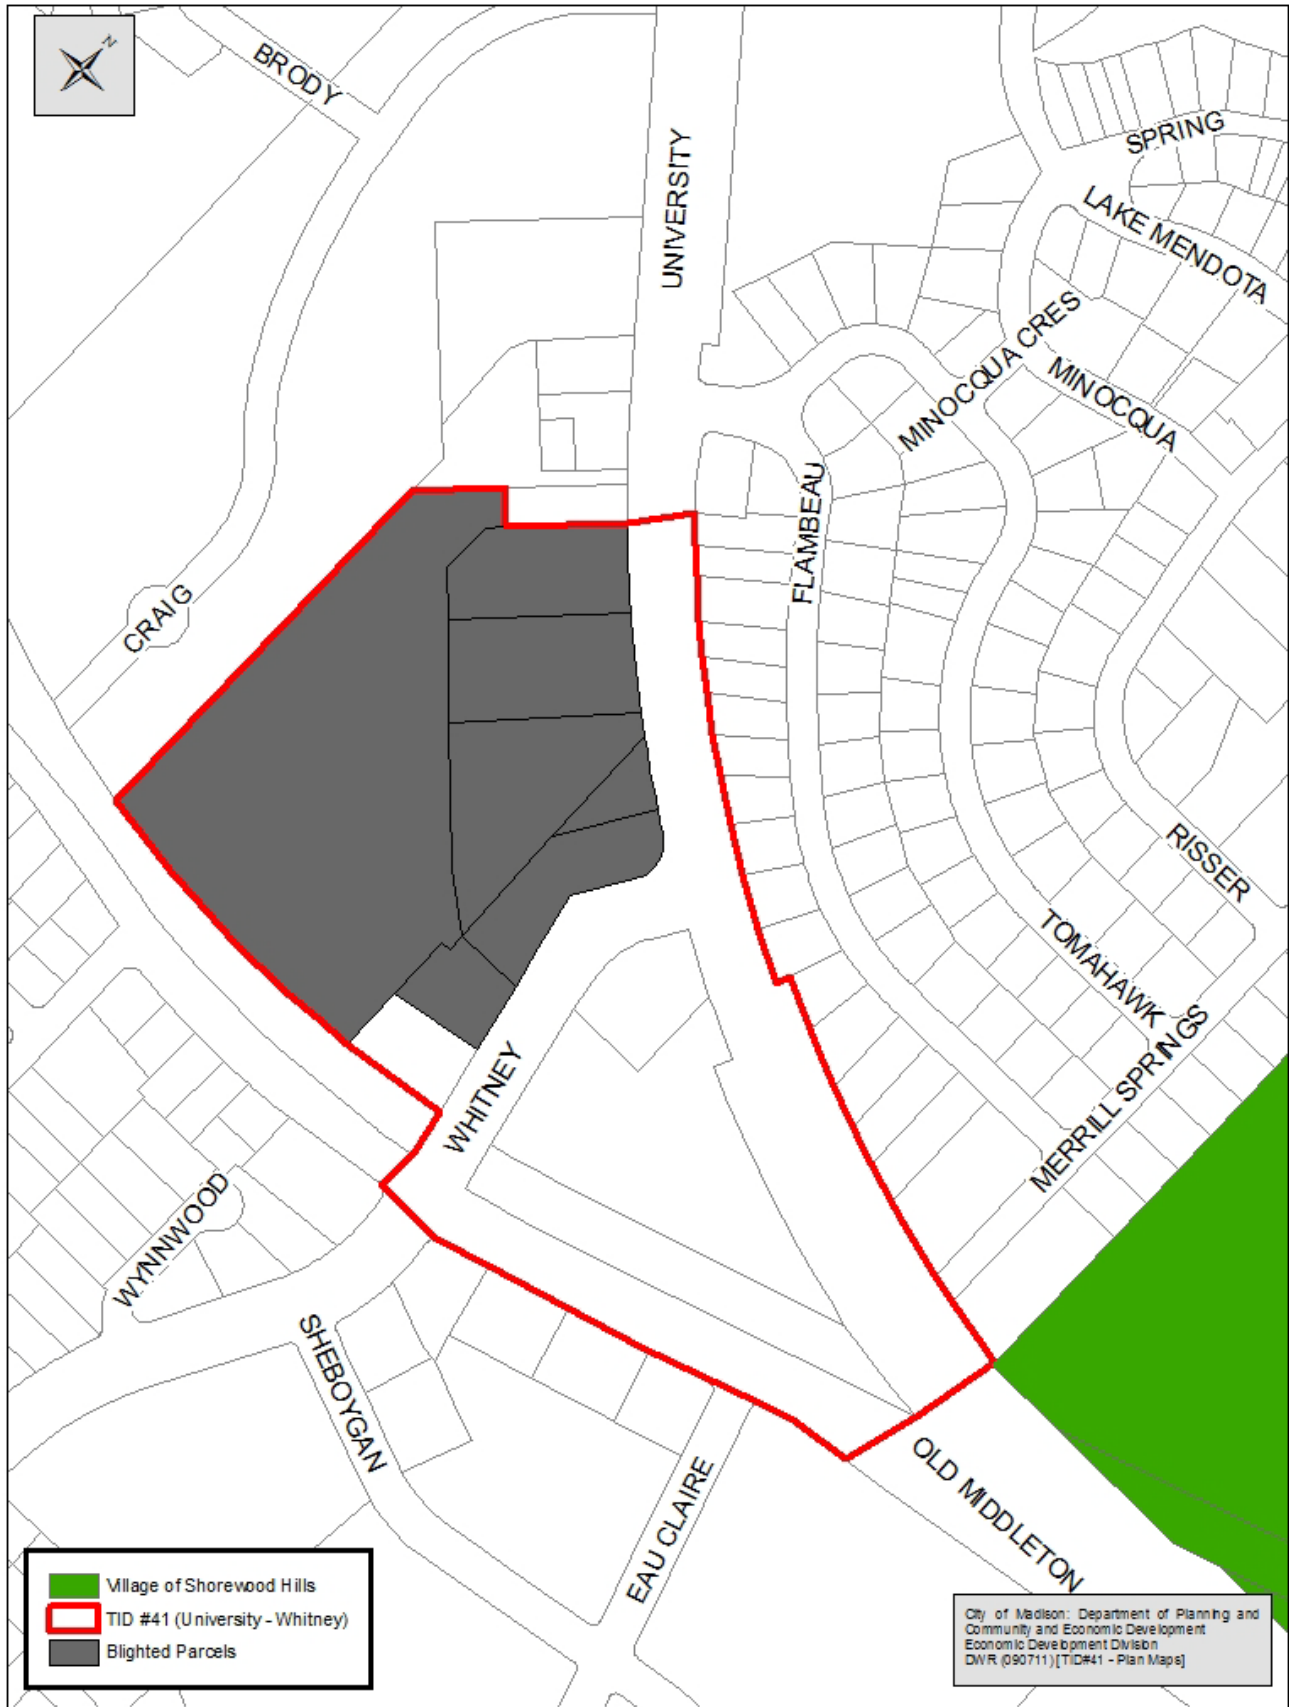 N
BRODY
UNIVERSITY
SPRING
LAKE MENDOTA
MINOCQUA CRES
MINOCQUA
FLAMBEAU
CRAIG
RISSER
TOMAHAWK
MERRILL SPRINGS
WHITNEY
WYNNWOOD
SHEBOYGAN
EAU CLAIRE
OLD MIDDLETON
Village of Shorewood Hills
TID #41 (University - Whitney)
Blighted Parcels
City of Madison: Department of Planning and
Community and Economic Development
Economic Development Division
DWR (090711) [TID#41 - Plan Maps]